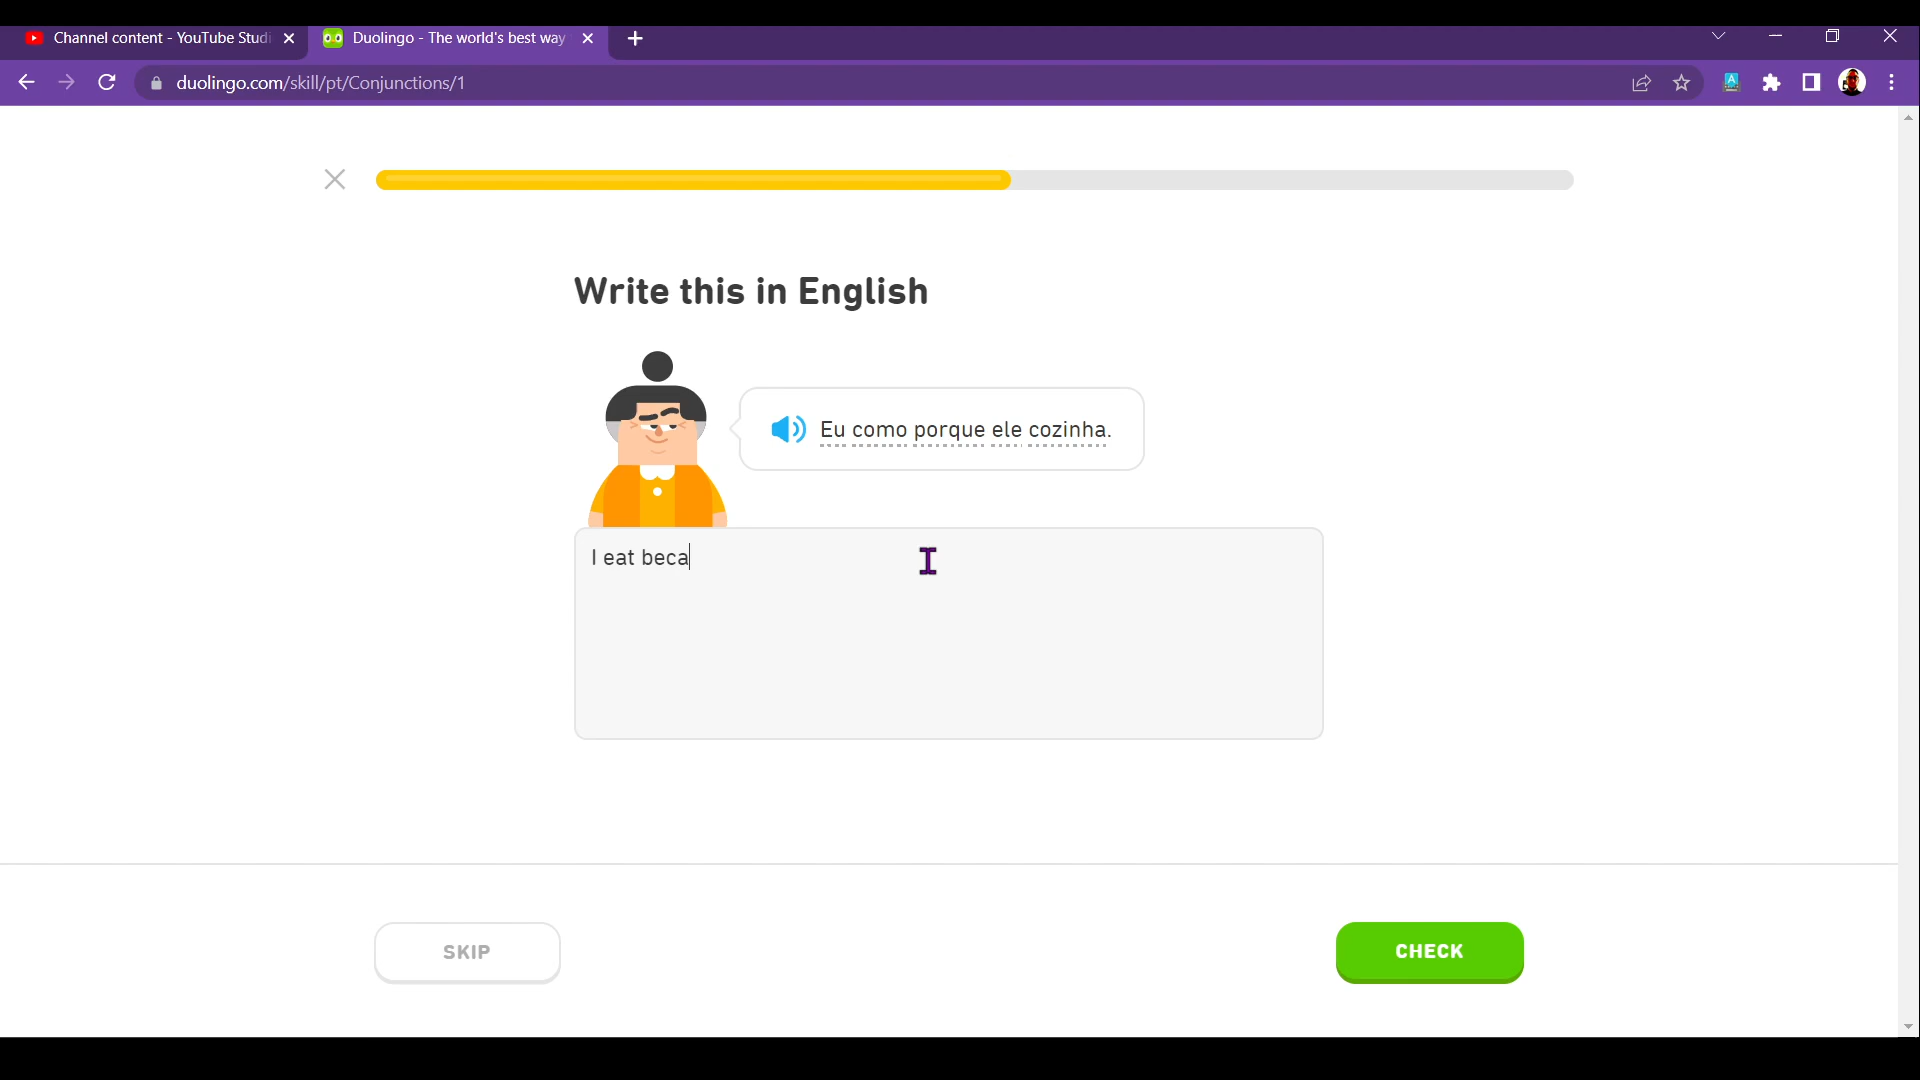 Channel content - YouTube Studi
Duolingo - The world's best way
duolingo.com/skill/pt/Conjunctions/1
Write this in English
Eu como porque ele cozinha.
I eat beca
SKIP
CHECK